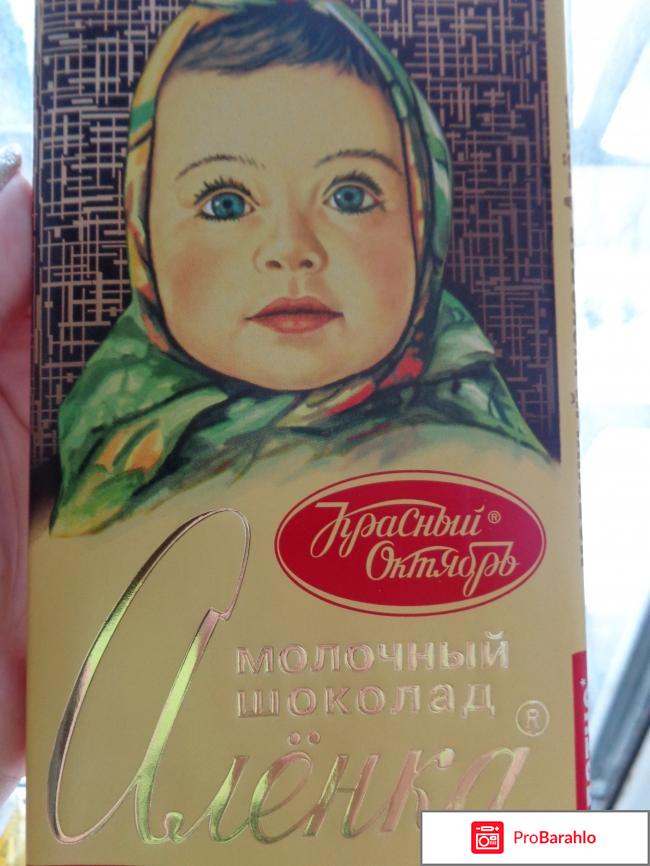 Красный®
Октябрь
МОЛОЧНЫЙ
ШОКОЛАД
®
Алёнка
ProBarahlo